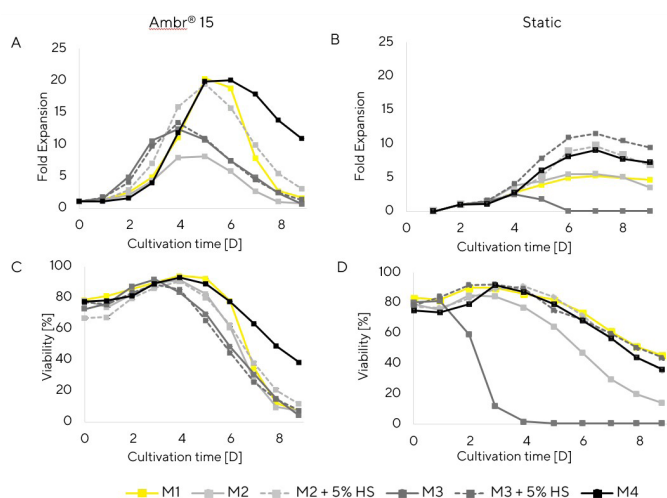 Ambr® 15
Static
A
B
Fold Expansion
25
20
15
10
5
0
0 2 4 6 8
Cultivation time [D]
Fold Expansion
25
20
15
10
5
0
0 2 4 6 8
Cultivation time [D]
C
D
Viability [%]
100
80
60
40
20
0
0 2 4 6 8
Cultivation time [D]
Viability [%]
100
80
60
40
20
0
0 2 4 6 8
Cultivation time [D]
M1 M2 M2 + 5% HS M3 M3 + 5% HS M4